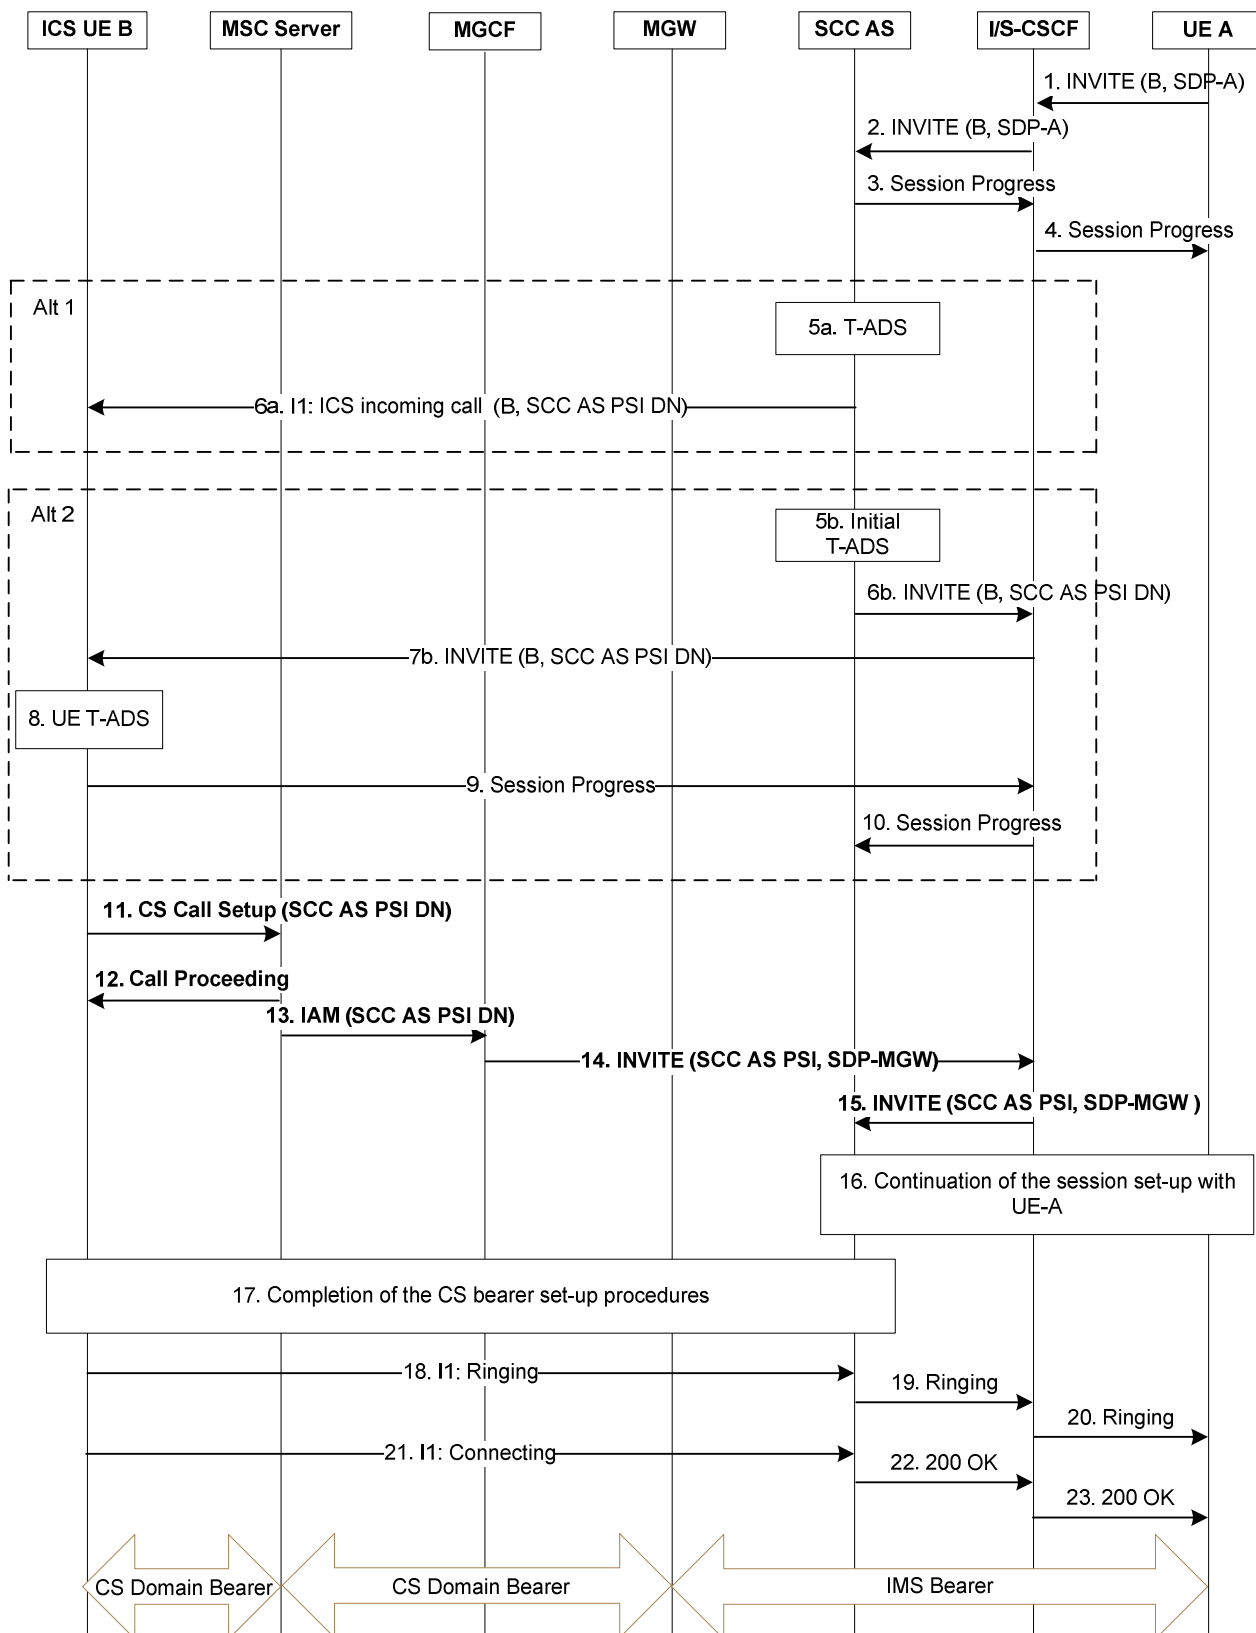 ICS UE B
MSC Server
MGCF
MGW
SCC AS
I/S-CSCF
UE A
1. INVITE (B, SDP-A)
2. INVITE (B, SDP-A)
3. Session Progress
4. Session Progress
Alt 1
5a. T-ADS
6a. I1: ICS incoming call (B, SCC AS PSI DN)
Alt 2
5b. Initial
T-ADS
6b. INVITE (B, SCC AS PSI DN)
7b. INVITE (B, SCC AS PSI DN)
8. UE T-ADS
9. Session Progress
10. Session Progress
11. CS Call Setup (SCC AS PSI DN)
12. Call Proceeding
13. IAM (SCC AS PSI DN)
14. INVITE (SCC AS PSI, SDP-MGW)
15. INVITE (SCC AS PSI, SDP-MGW )
16. Continuation of the session set-up with
UE-A
17. Completion of the CS bearer set-up procedures
18. I1: Ringing
19. Ringing
20. Ringing
21. I1: Connecting
22. 200 OK
23. 200 OK
CS Domain Bearer
CS Domain Bearer
IMS Bearer